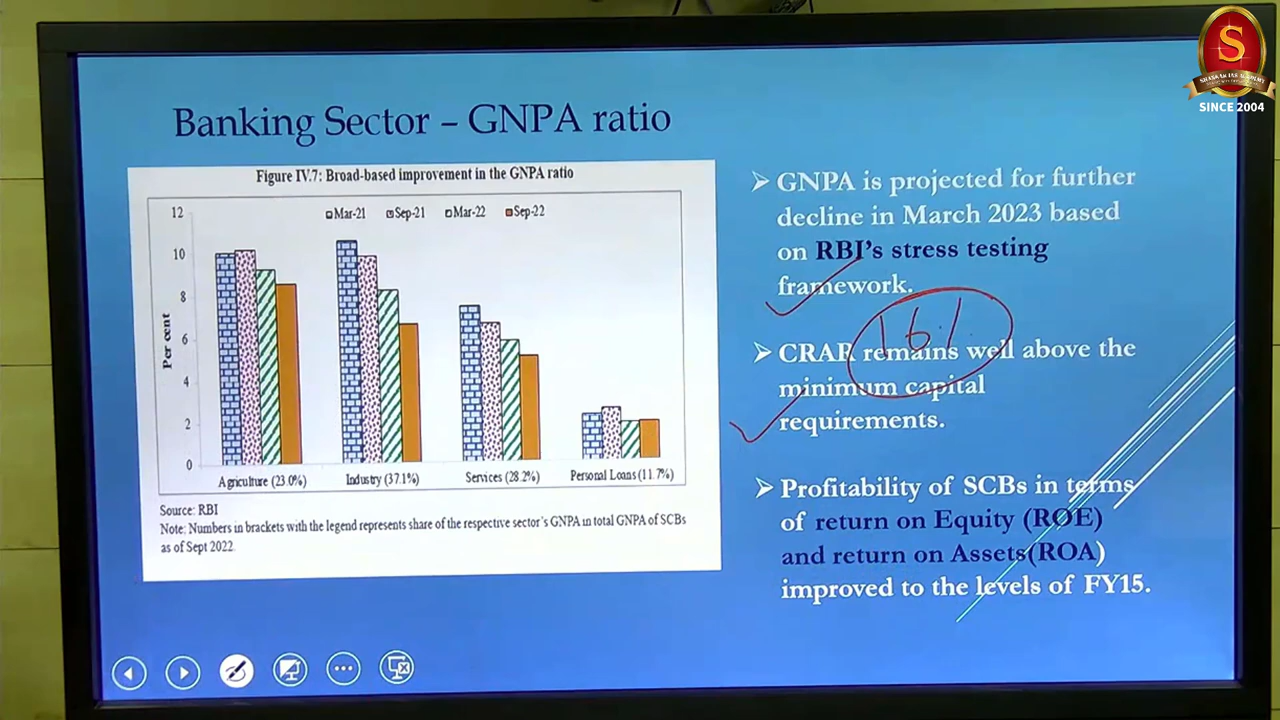 S
SHANKAR IAS ACADEMY
SINCE 2004
Banking Sector – GNPA ratio
Figure IV.7: Broad-based improvement in the GNPA ratio
Mar-21 Sep-21 Mar-22 Sep-22
Per cent
12
10
8
6
4
2
0
Agriculture (23.0%) Industry (37.1%) Services (28.2%) Personal Loans (11.7%)
Source: RBI
Note: Numbers in brackets with the legend represents share of the respective sector's GNPA in total GNPA of SCBs
as of Sept 2022.
GNPA is projected for further
decline in March 2023 based
on RBI's stress testing
framework.
16%
CRAR remains well above the
minimum capital
requirements.
Profitability of SCBs in terms
of return on Equity (ROE)
and return on Assets(ROA)
improved to the levels of FY15.